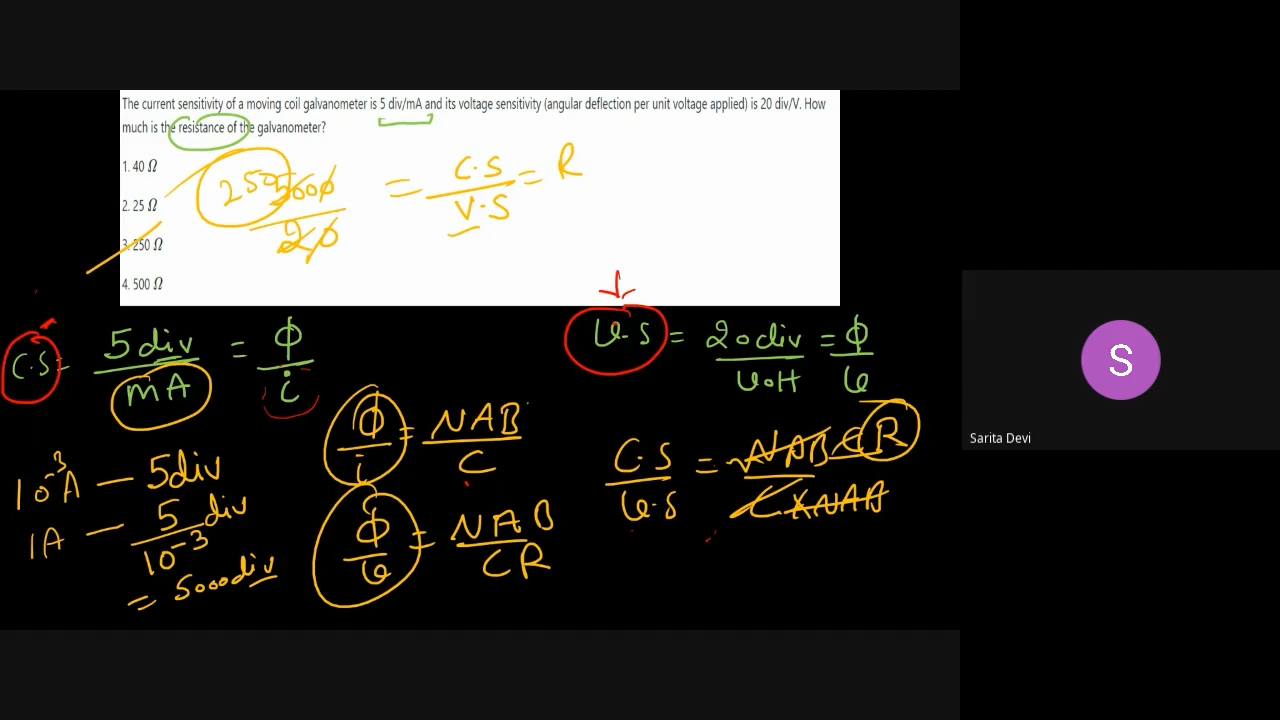 The current sensitivity of a moving coil galvanometer is 5 div/mA and its voltage sensitivity (angular deflection per unit voltage applied) is 20 div/V. How
much is the resistance of the galvanometer?
1. 40 Ω
2. 25 Ω
3. 250 Ω
4. 500 Ω
250 5000/20 = C.S/V.S = R
C.S = 5div/mA = ϕ/i
V.S = 20div/Volt = ϕ/V
ϕ/i = NAB/C
C.S/V.S = NAB CR/C×NAB
10⁻³A — 5div
1A — 5/10⁻³ div
= 5000div
ϕ/V = NAB/CR
S
Sarita Devi